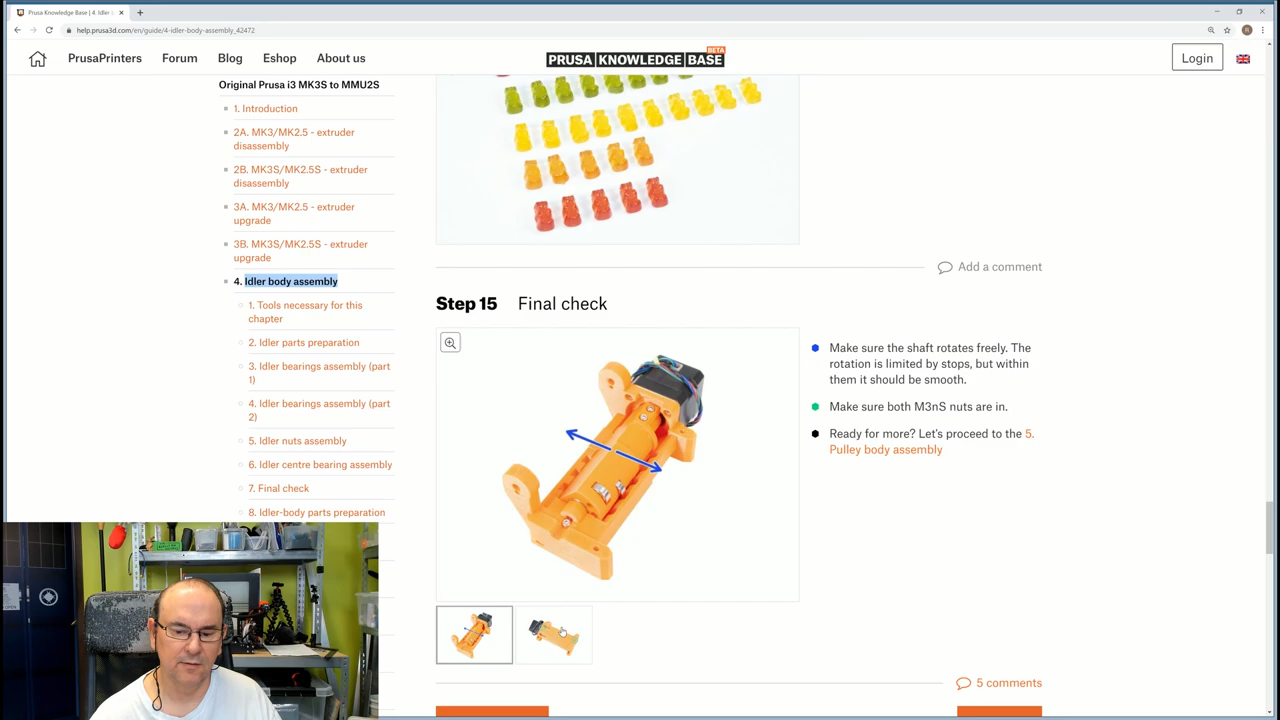 Prusa Knowledge Base | 4. Idler
help.prusa3d.com/en/guide/4-idler-body-assembly_42472
PrusaPrinters
Forum
Blog
Eshop
About us
PRUSA KNOWLEDGE BASE
BETA
Login
Original Prusa i3 MK3S to MMU2S
1. Introduction
2A. MK3/MK2.5 - extruder
disassembly
2B. MK3S/MK2.5S - extruder
disassembly
3A. MK3/MK2.5 - extruder
upgrade
3B. MK3S/MK2.5S - extruder
upgrade
4. Idler body assembly
1. Tools necessary for this
chapter
2. Idler parts preparation
3. Idler bearings assembly (part
1)
4. Idler bearings assembly (part
2)
5. Idler nuts assembly
6. Idler centre bearing assembly
7. Final check
8. Idler-body parts preparation
Add a comment
Step 15 Final check
Make sure the shaft rotates freely. The
rotation is limited by stops, but within
them it should be smooth.
Make sure both M3nS nuts are in.
Ready for more? Let's proceed to the 5.
Pulley body assembly
5 comments